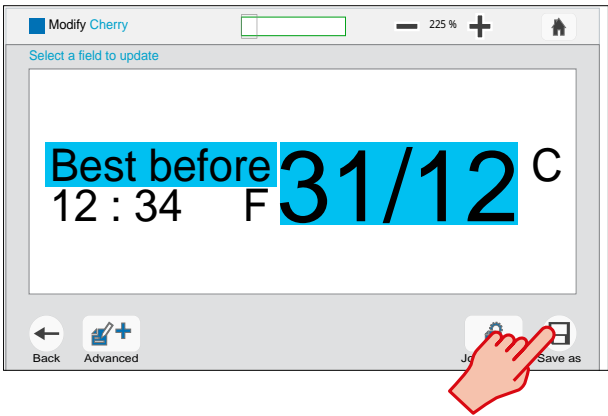 Modify Cherry
225 %
Select a field to update
Best before 31/12 C
12 : 34 F
Back
Advanced
Save as